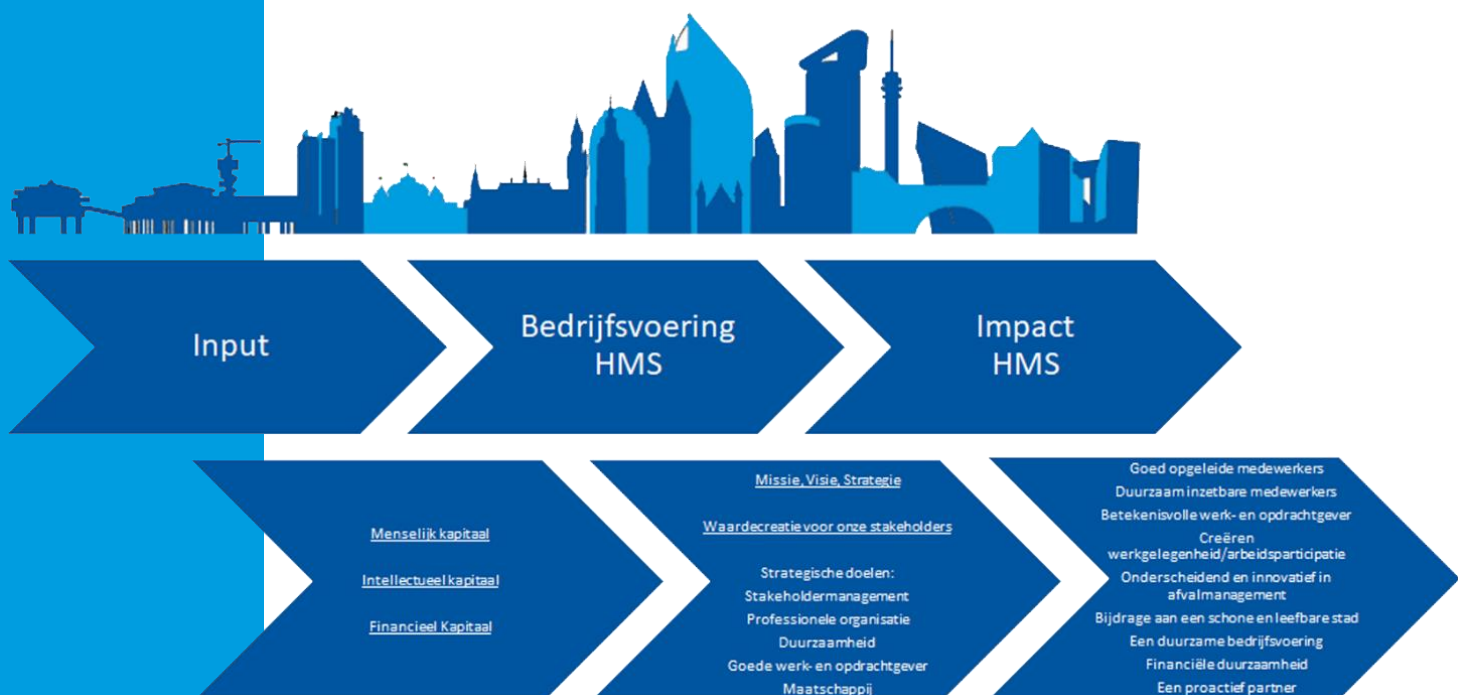 Input
Bedrijfsvoering
HMS
Impact
HMS
Menselijk kapitaal
Intellectueel kapitaal
Financieel Kapitaal
Missie, Visie, Strategie
Waardecreatie voor onze stakeholders
Strategische doelen:
Stakeholdermanagement
Professionele organisatie
Duurzaamheid
Goede werk- en opdrachtgever
Maatschappij
Goed opgeleide medewerkers
Duurzaam inzetbare medewerkers
Betekenisvolle werk- en opdrachtgever
Creëren
werkgelegenheid/arbeidsparticipatie
Onderscheidend en innovatief in
afvalmanagement
Bijdrage aan een schone en leefbare stad
Een duurzame bedrijfsvoering
Financiële duurzaamheid
Een proactief partner